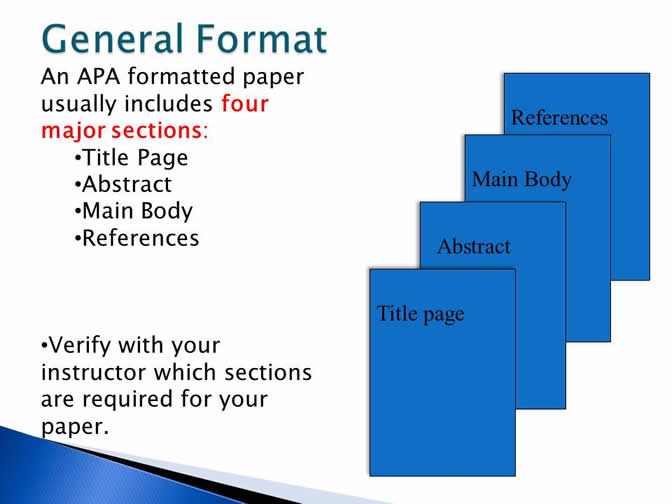 General Format
An APA formatted paper
usually includes four
major sections:
•Title Page
•Abstract
•Main Body
•References
•Verify with your
instructor which sections
are required for your
paper.
References
Main Body
Abstract
Title page